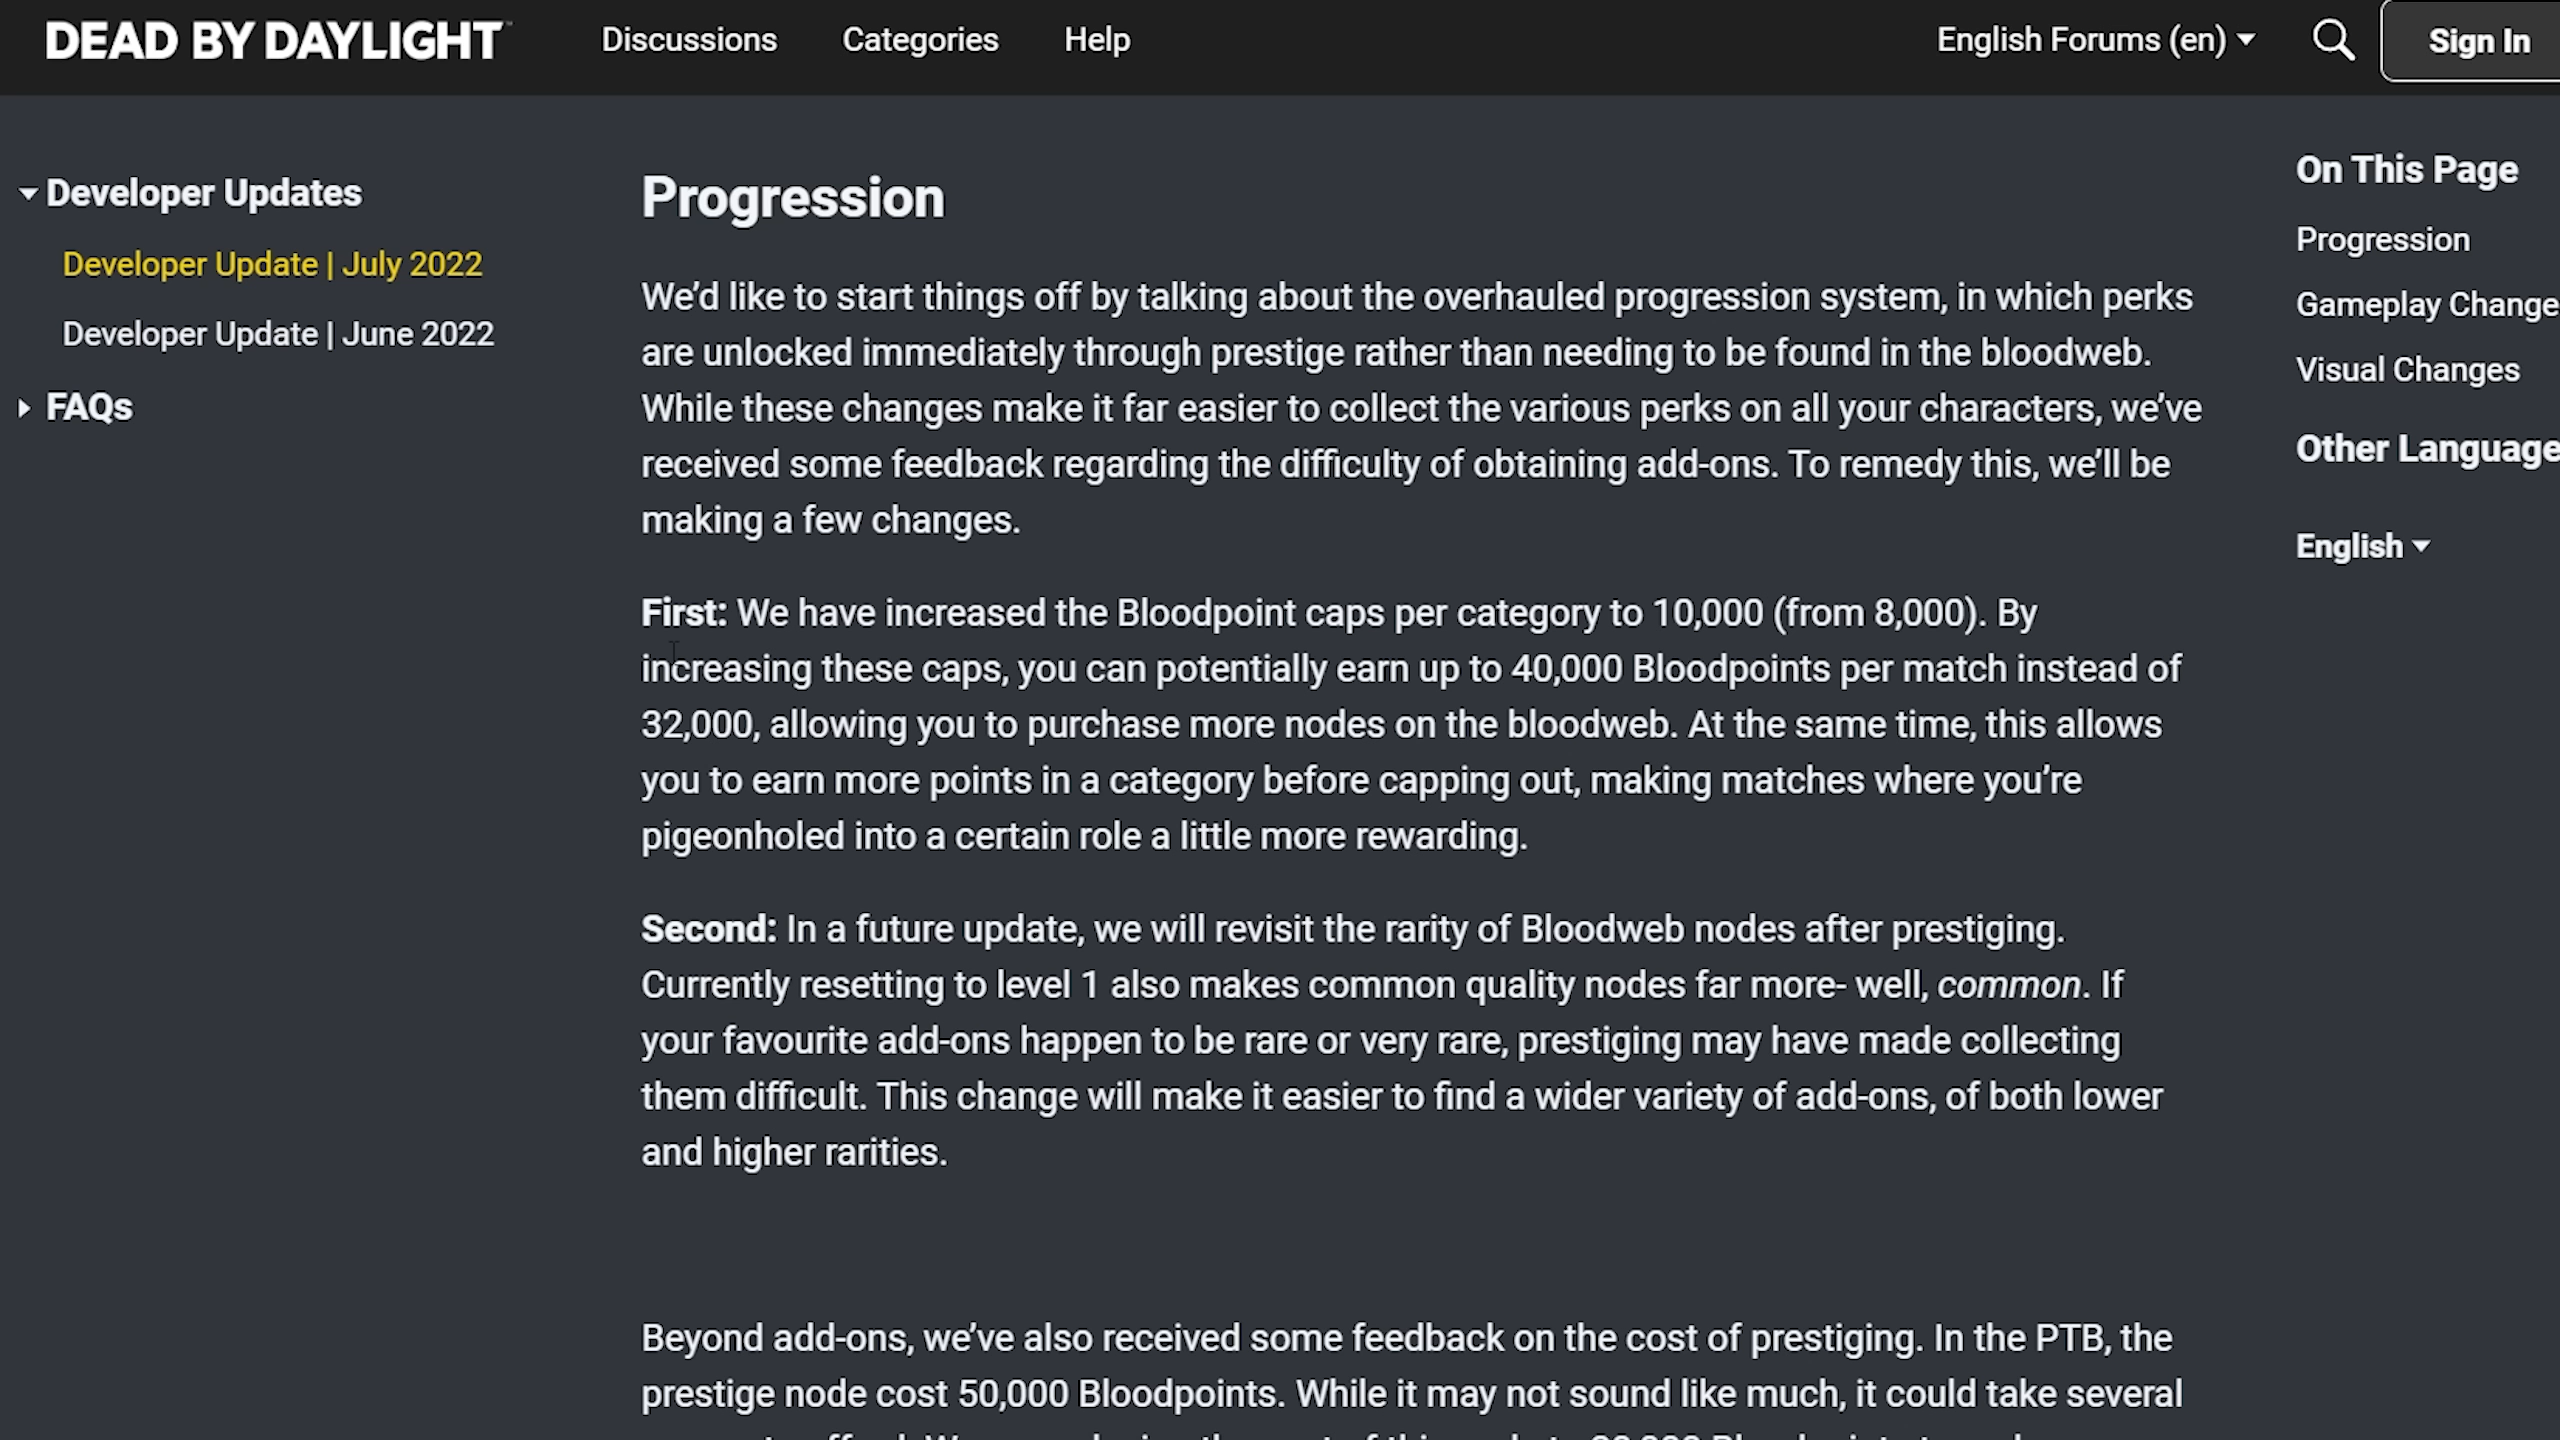 DEAD BY DAYLIGHT™
Discussions
Categories
Help
English Forums (en)
Sign In
Developer Updates
Developer Update | July 2022
Developer Update | June 2022
FAQs
Progression
We’d like to start things off by talking about the overhauled progression system, in which perks
are unlocked immediately through prestige rather than needing to be found in the bloodweb.
While these changes make it far easier to collect the various perks on all your characters, we’ve
received some feedback regarding the difficulty of obtaining add-ons. To remedy this, we’ll be
making a few changes.
First: We have increased the Bloodpoint caps per category to 10,000 (from 8,000). By
increasing these caps, you can potentially earn up to 40,000 Bloodpoints per match instead of
32,000, allowing you to purchase more nodes on the bloodweb. At the same time, this allows
you to earn more points in a category before capping out, making matches where you’re
pigeonholed into a certain role a little more rewarding.
Second: In a future update, we will revisit the rarity of Bloodweb nodes after prestiging.
Currently resetting to level 1 also makes common quality nodes far more- well, common. If
your favourite add-ons happen to be rare or very rare, prestiging may have made collecting
them difficult. This change will make it easier to find a wider variety of add-ons, of both lower
and higher rarities.
Beyond add-ons, we’ve also received some feedback on the cost of prestiging. In the PTB, the
prestige node cost 50,000 Bloodpoints. While it may not sound like much, it could take several
On This Page
Progression
Gameplay Change
Visual Changes
Other Language
English